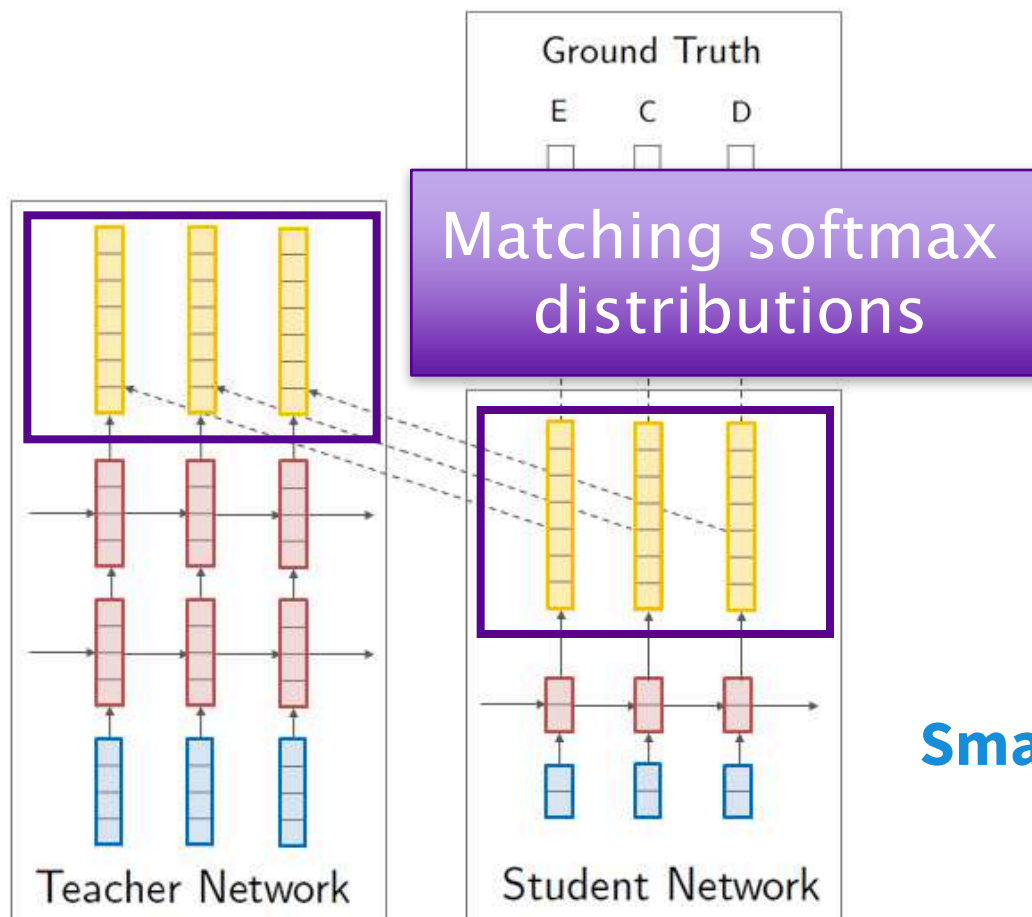 Ground Truth
E C D
Matching softmax
distributions
Sma
Teacher Network
Student Network